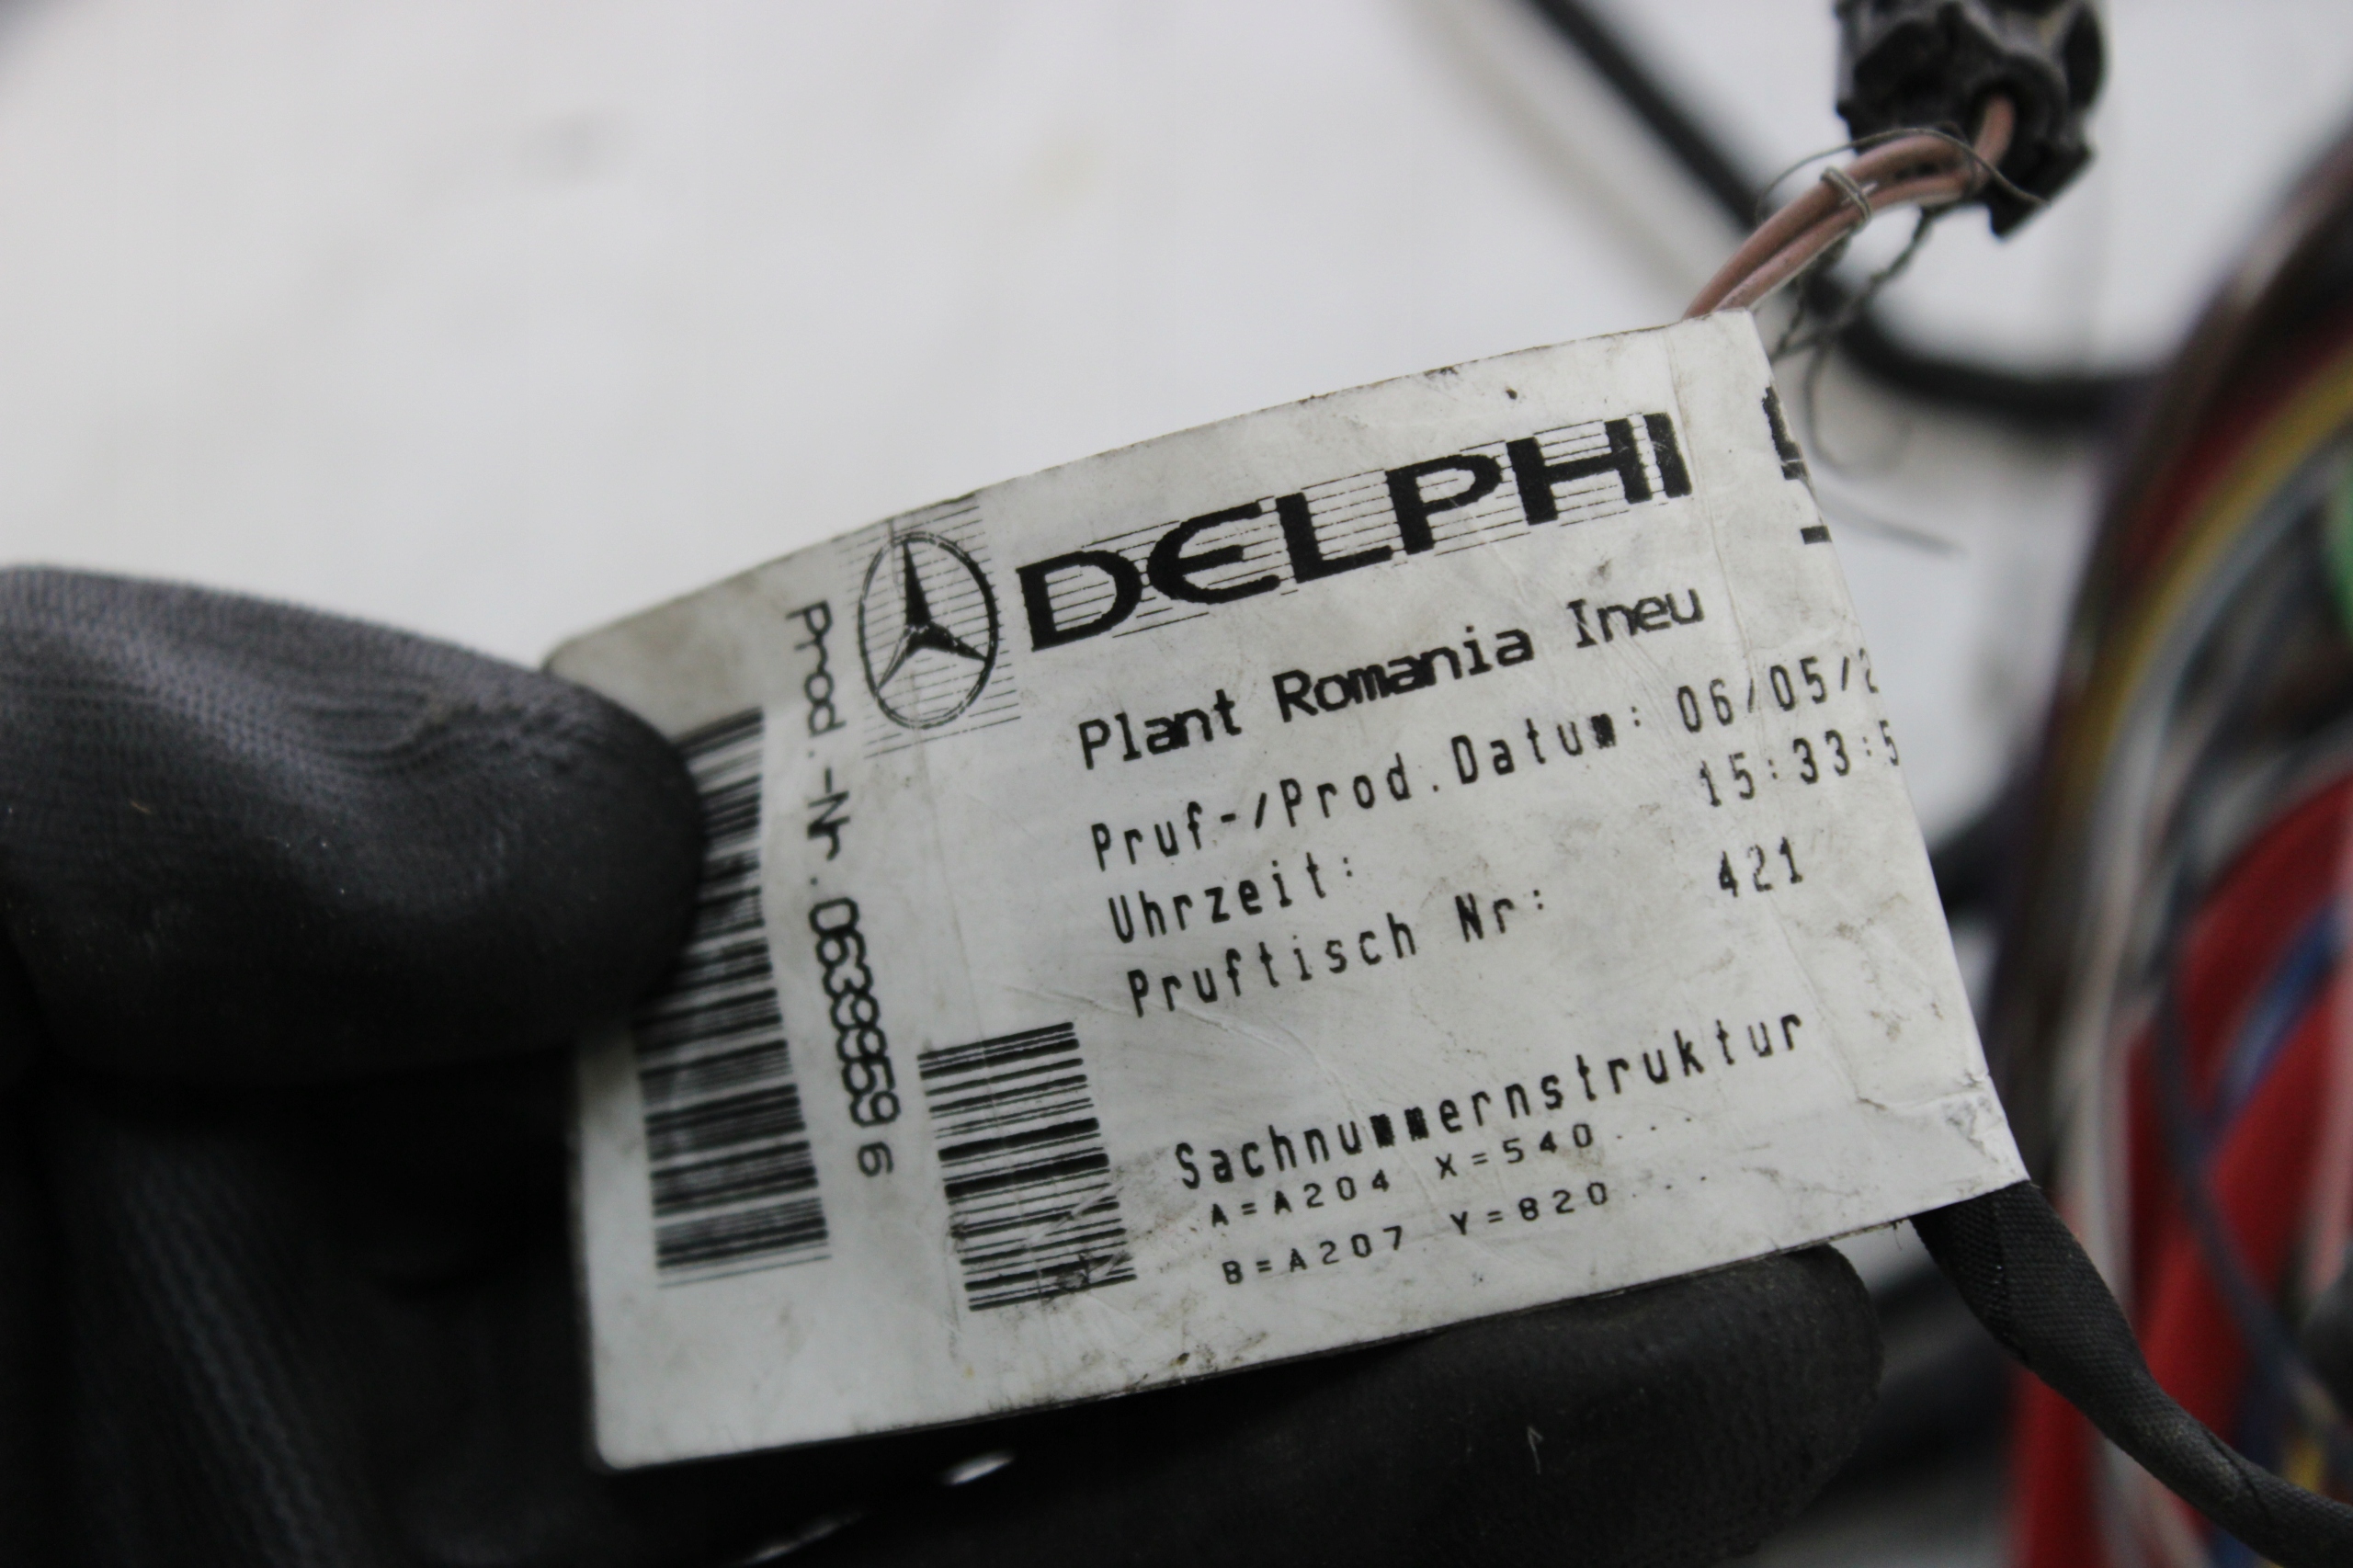 DELPHI
Plant Romania Ineu
Pruf-/Prod.Datum: 06/05/2
Uhrzeit: 15:33:5
Pruftisch Nr: 421
Sachnummernstruktur
A=A204 X=540...
B=A207 Y=820....
Prod.-Nr.06399596